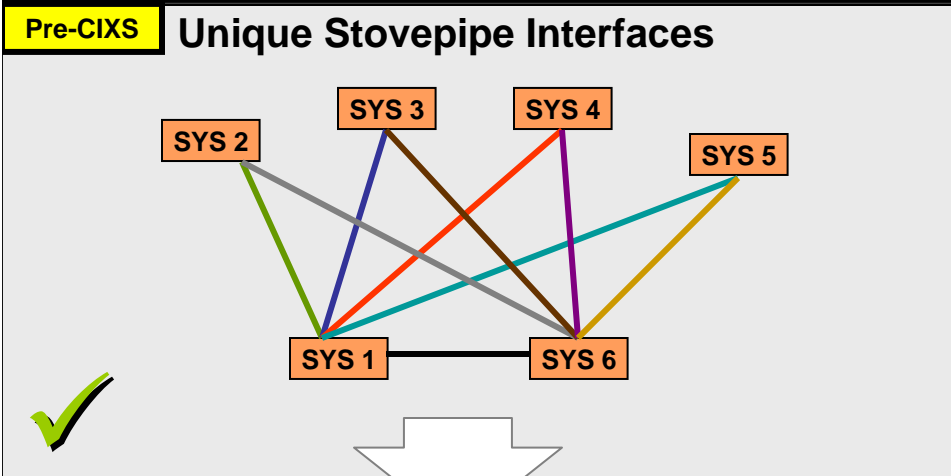 Pre-CIXS
Unique Stovepipe Interfaces
SYS 3
SYS 4
SYS 2
SYS 5
SYS 1
SYS 6